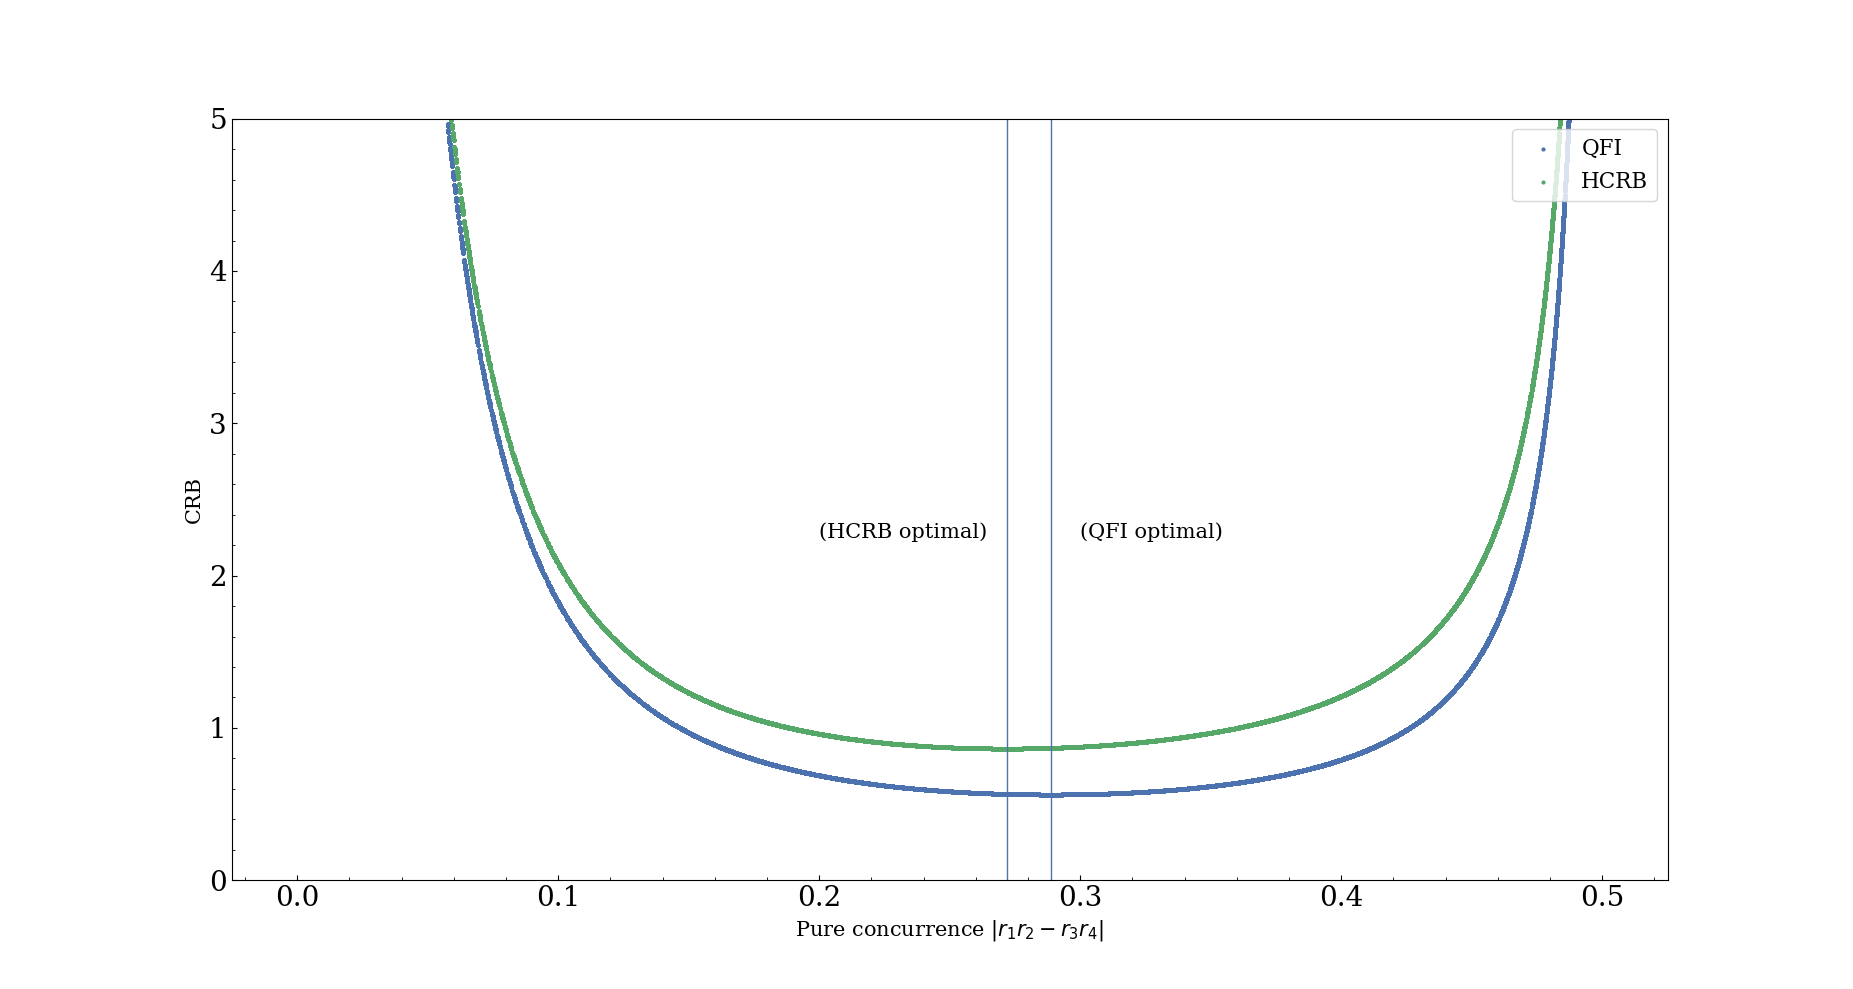 5
4
3
2
1
0
CRB
QFI
HCRB
(HCRB optimal)
(QFI optimal)
0.0 0.1 0.2 0.3 0.4 0.5
Pure concurrence |r₁r₂ − r₃r₄|